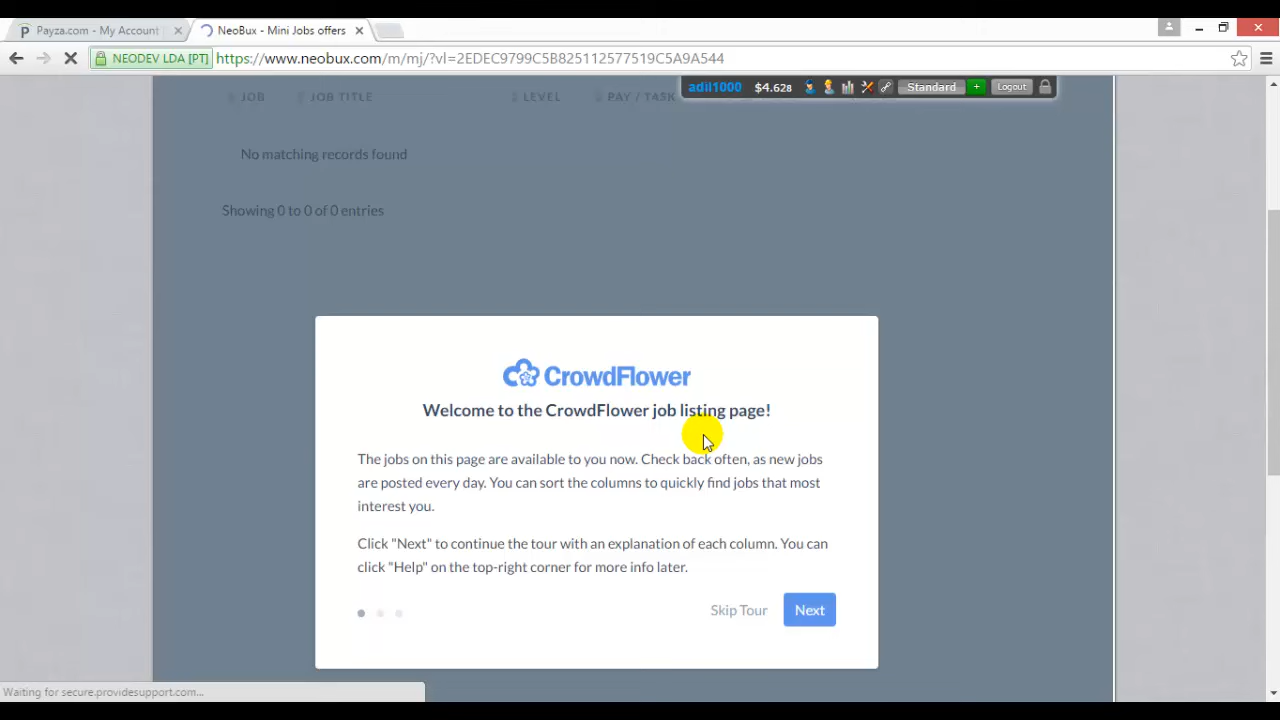 Payza.com - My Account
NeoBux - Mini Jobs offers
NEODEV LDA [PT]
https://www.neobux.com/m/mj/?vl=2EDEC9799C5B825112577519C5A9A544
adil1000 $4.628 Standard + Logout
JOB JOB TITLE LEVEL PAY / TASK
No matching records found
Showing 0 to 0 of 0 entries
CrowdFlower
Welcome to the CrowdFlower job listing page!
The jobs on this page are available to you now. Check back often, as new jobs
are posted every day. You can sort the columns to quickly find jobs that most
interest you.
Click "Next" to continue the tour with an explanation of each column. You can
click "Help" on the top-right corner for more info later.
Skip Tour Next
Waiting for secure.providesupport.com...